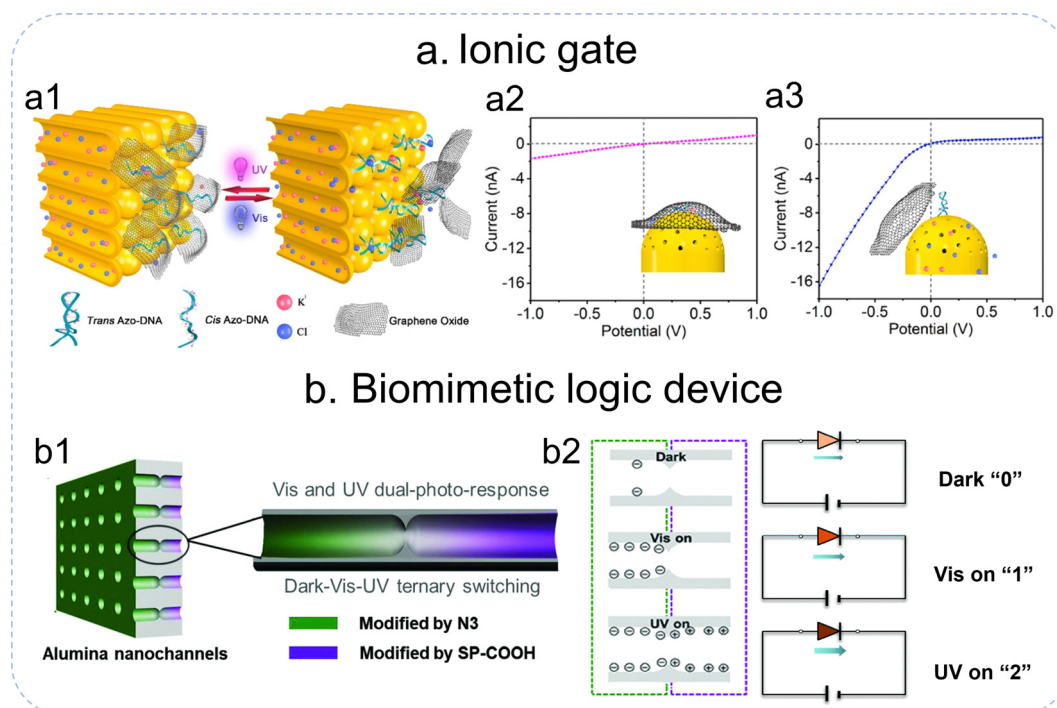 a. Ionic gate
a1
UV
Vis
Trans Azo-DNA
Cis Azo-DNA
K
Cl
Graphene Oxide
a2
Current (nA)
0
-4
-8
-12
-16
-1.0 -0.5 0.0 0.5 1.0
Potential (V)
a3
Current (nA)
0
-4
-8
-12
-16
-1.0 -0.5 0.0 0.5 1.0
Potential (V)
b. Biomimetic logic device
b1
Vis and UV dual-photo-response
Dark-Vis-UV ternary switching
Modified by N3
Modified by SP-COOH
Alumina nanochannels
b2
Dark
Vis on
UV on
Dark “0”
Vis on “1”
UV on “2”